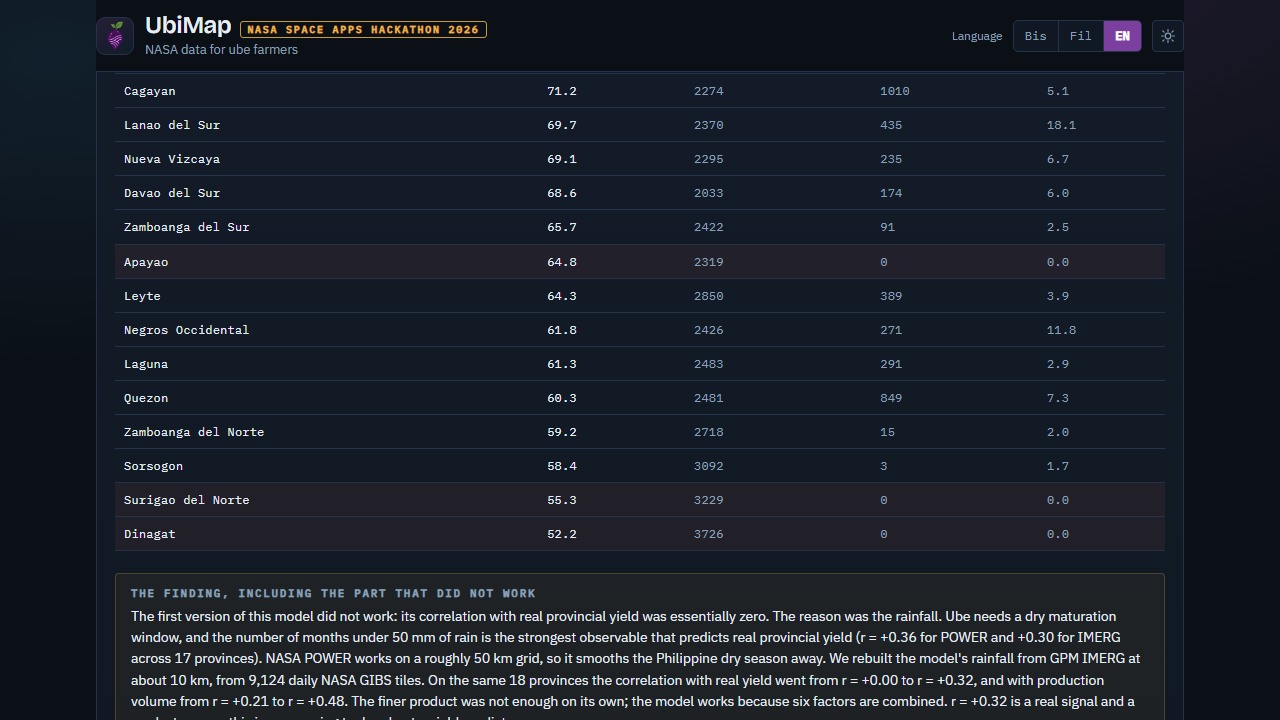 UbiMap NASA SPACE APPS HACKATHON 2026
NASA data for ube farmers
Language Bis Fil EN
Cagayan 71.2 2274 1010 5.1
Lanao del Sur 69.7 2370 435 18.1
Nueva Vizcaya 69.1 2295 235 6.7
Davao del Sur 68.6 2033 174 6.0
Zamboanga del Sur 65.7 2422 91 2.5
Apayao 64.8 2319 0 0.0
Leyte 64.3 2850 389 3.9
Negros Occidental 61.8 2426 271 11.8
Laguna 61.3 2483 291 2.9
Quezon 60.3 2481 849 7.3
Zamboanga del Norte 59.2 2718 15 2.0
Sorsogon 58.4 3092 3 1.7
Surigao del Norte 55.3 3229 0 0.0
Dinagat 52.2 3726 0 0.0
THE FINDING, INCLUDING THE PART THAT DID NOT WORK
The first version of this model did not work: its correlation with real provincial yield was essentially zero. The reason was the rainfall. Ube needs a dry maturation
window, and the number of months under 50 mm of rain is the strongest observable that predicts real provincial yield (r = +0.36 for POWER and +0.30 for IMERG
across 17 provinces). NASA POWER works on a roughly 50 km grid, so it smooths the Philippine dry season away. We rebuilt the model's rainfall from GPM IMERG at
about 10 km, from 9,124 daily NASA GIBS tiles. On the same 18 provinces the correlation with real yield went from r = +0.00 to r = +0.32, and with production
volume from r = +0.21 to r = +0.48. The finer product was not enough on its own; the model works because six factors are combined. r = +0.32 is a real signal and a